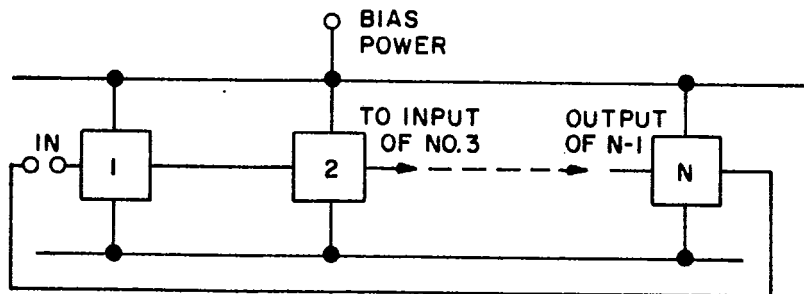 BIAS
POWER
IN
TO INPUT
OF NO.3
OUTPUT
OF N-1
1
2
N